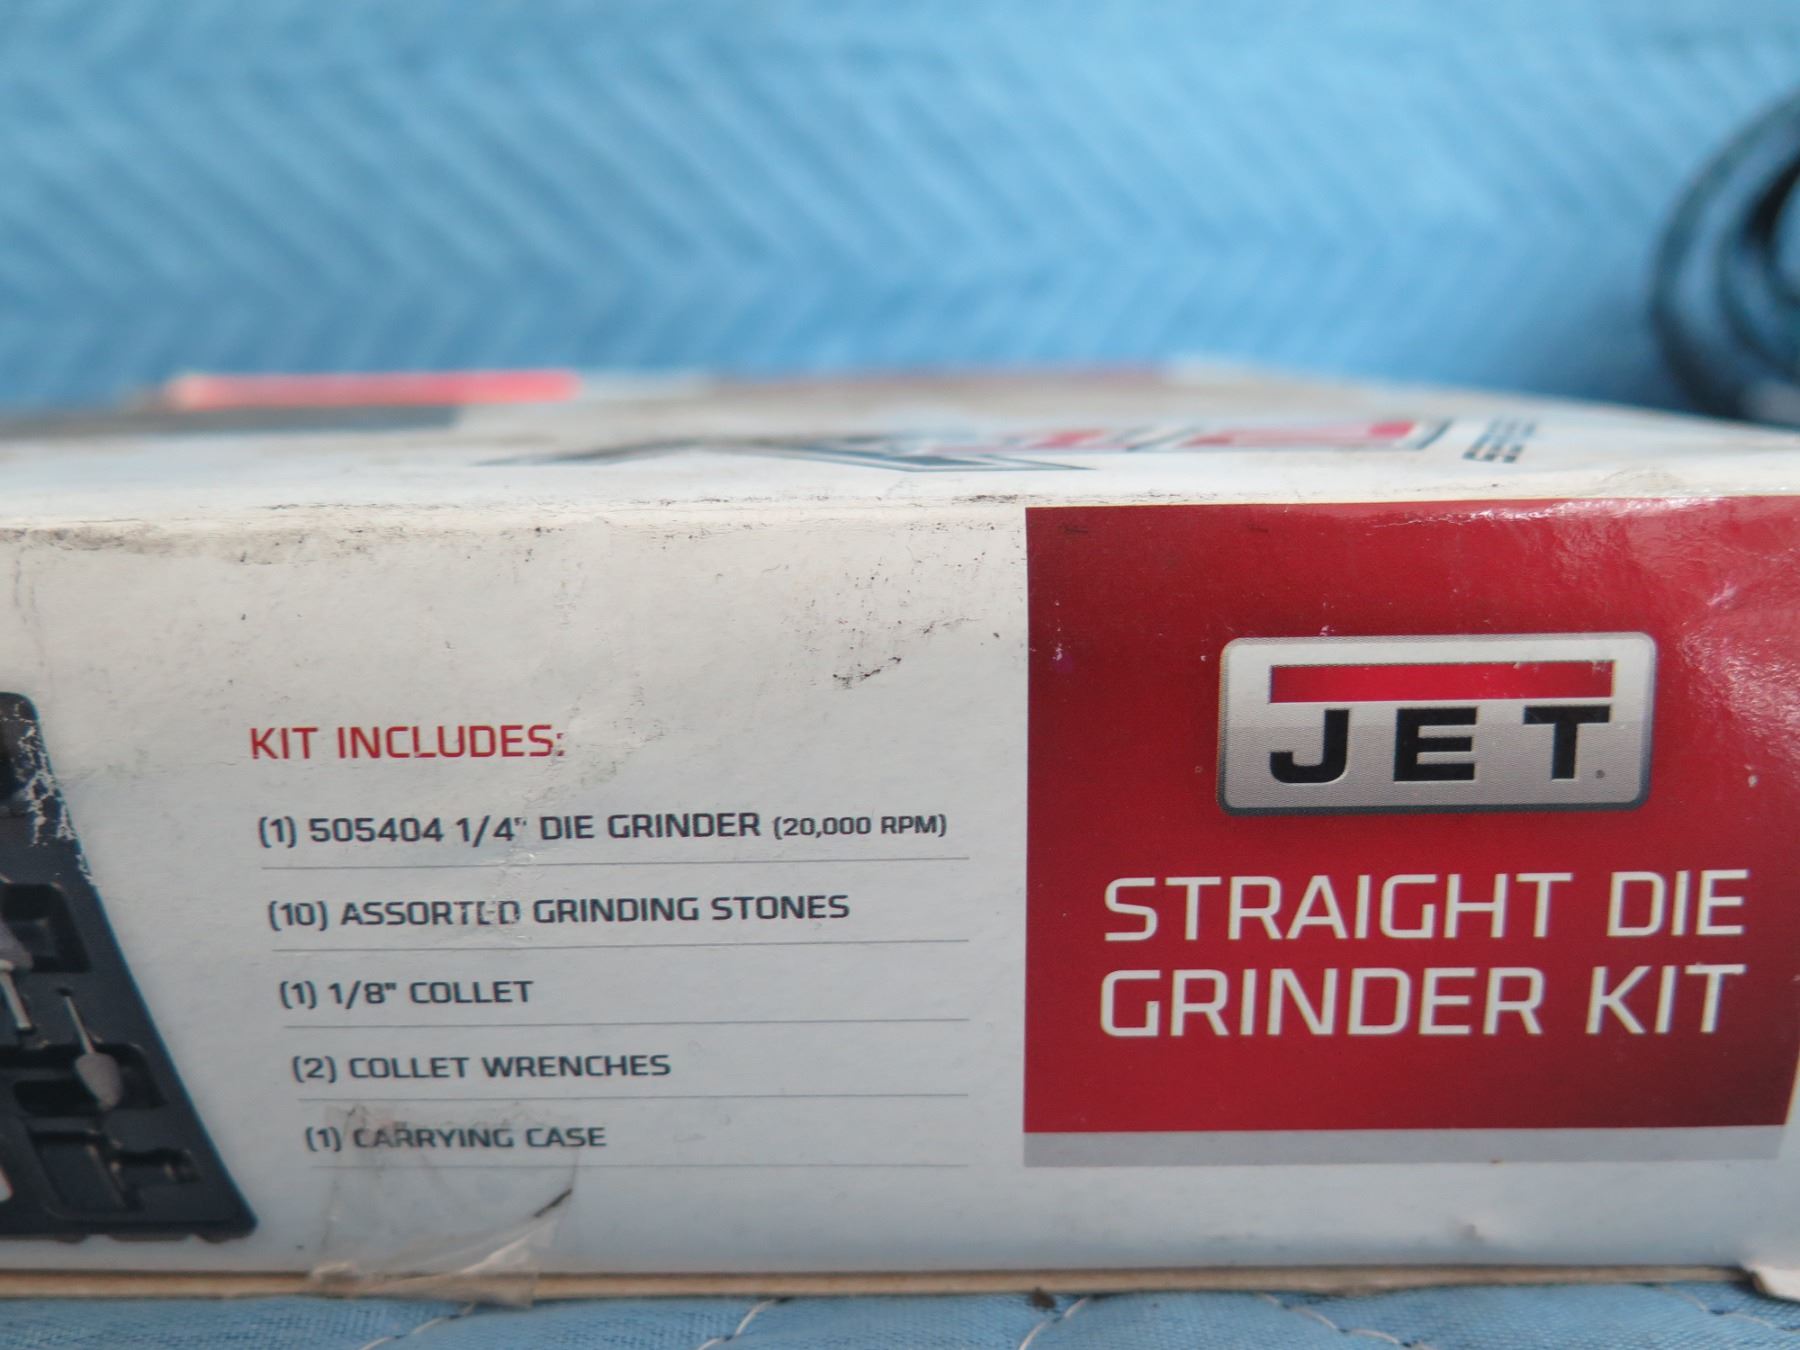 KIT INCLUDES:
(1) 505404 1/4" DIE GRINDER (20,000 RPM)
(10) ASSORTED GRINDING STONES
(1) 1/8" COLLET
(2) COLLET WRENCHES
(1) CARRYING CASE
JET
STRAIGHT DIE
GRINDER KIT